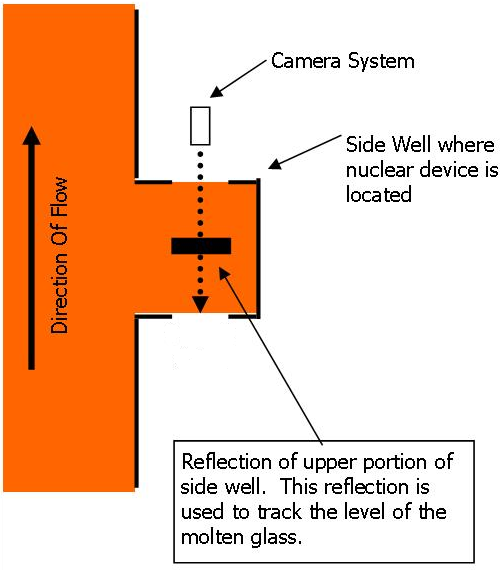 Camera System
Side Well where
nuclear device is
located
Direction Of Flow
Reflection of upper portion of
side well.  This reflection is
used to track the level of the
molten glass.